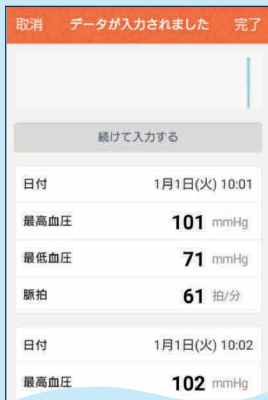 取消 データが入力されました 完了
続けて入力する
日付 1月1日(火) 10:01
最高血圧 101 mmHg
最低血圧 71 mmHg
脈拍 61 拍/分
日付 1月1日(火) 10:02
最高血圧 102 mmHg